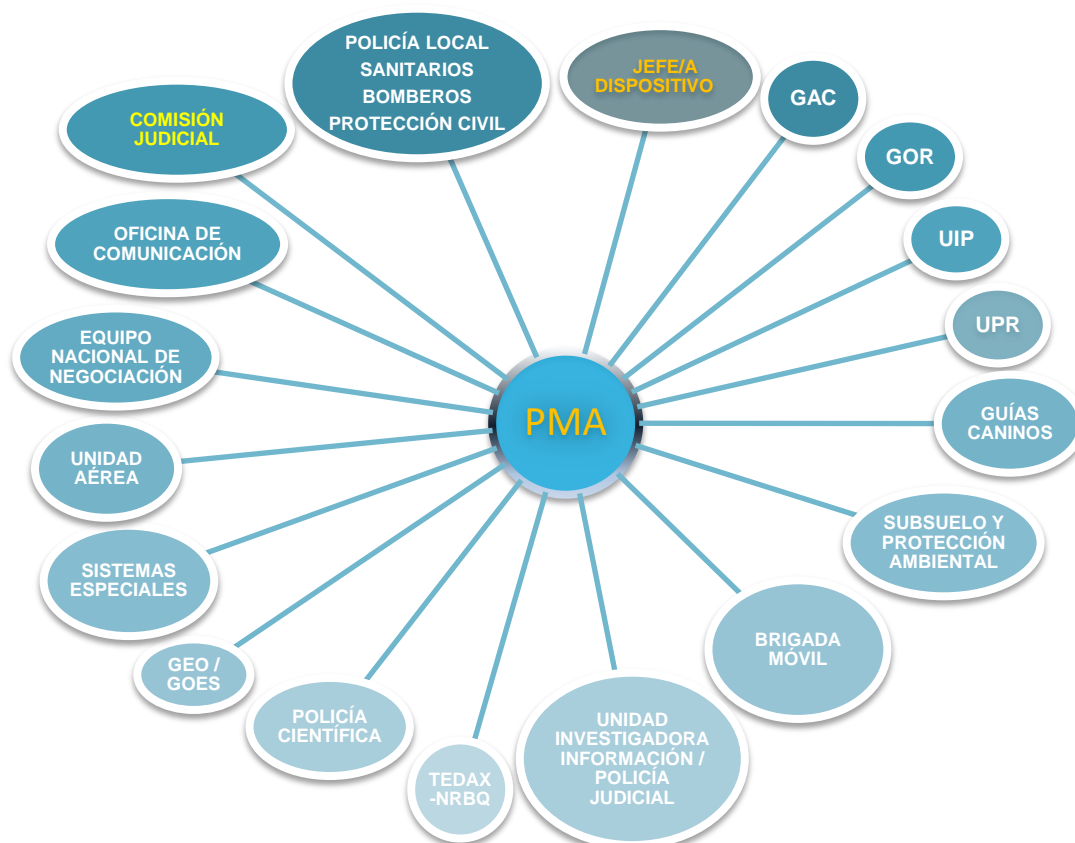 POLICÍA LOCAL
SANITARIOS
BOMBEROS
PROTECCIÓN CIVIL
JEFE/A
DISPOSITIVO
GAC
GOR
UIP
UPR
GUÍAS
CANINOS
SUBSUELO Y
PROTECCIÓN
AMBIENTAL
BRIGADA
MÓVIL
UNIDAD
INVESTIGADORA
INFORMACIÓN /
POLICÍA
JUDICIAL
TEDAX
-NRBQ
POLICÍA
CIENTÍFICA
GEO /
GOES
SISTEMAS
ESPECIALES
UNIDAD
AÉREA
EQUIPO
NACIONAL DE
NEGOCIACIÓN
OFICINA DE
COMUNICACIÓN
COMISIÓN
JUDICIAL
PMA